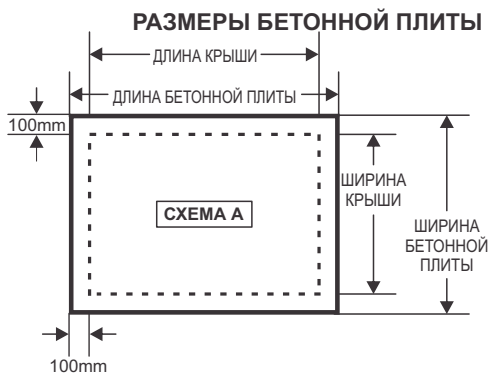 РАЗМЕРЫ БЕТОННОЙ ПЛИТЫ
ДЛИНА КРЫШИ
ДЛИНА БЕТОННОЙ ПЛИТЫ
100mm
СХЕМА А
ШИРИНА
КРЫШИ
ШИРИНА
БЕТОННОЙ
ПЛИТЫ
100mm